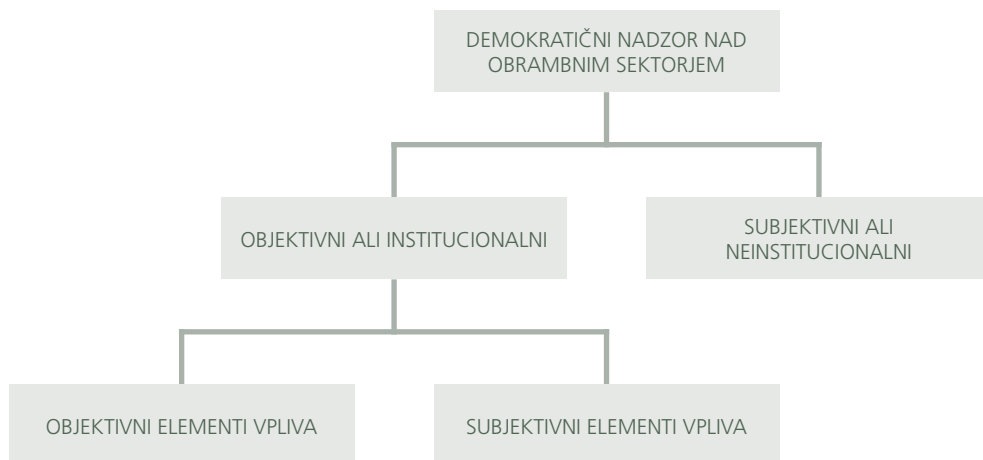 DEMOKRATIČNI NADZOR NAD
OBRAMBNIM SEKTORJEM
OBJEKTIVNI ALI INSTITUCIONALNI
SUBJEKTIVNI ALI
NEINSTITUCIONALNI
OBJEKTIVNI ELEMENTI VPLIVA
SUBJEKTIVNI ELEMENTI VPLIVA